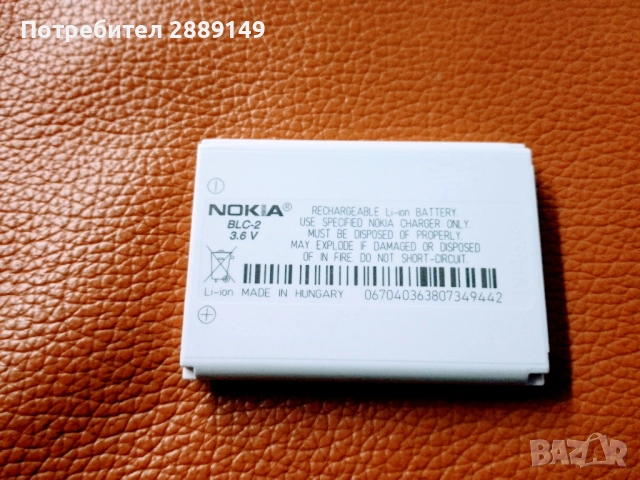 Потребител 2889149
NOKIA®
BLC-2
3.6 V
RECHARGEABLE Li-ion BATTERY.
USE SPECIFIED NOKIA CHARGER ONLY.
MUST BE DISPOSED OF PROPERLY.
MAY EXPLODE IF DAMAGED OR DISPOSED
OF IN FIRE. DO NOT SHORT-CIRCUIT.
Li-ion MADE IN HUNGARY 067040363807349442
BAZAR